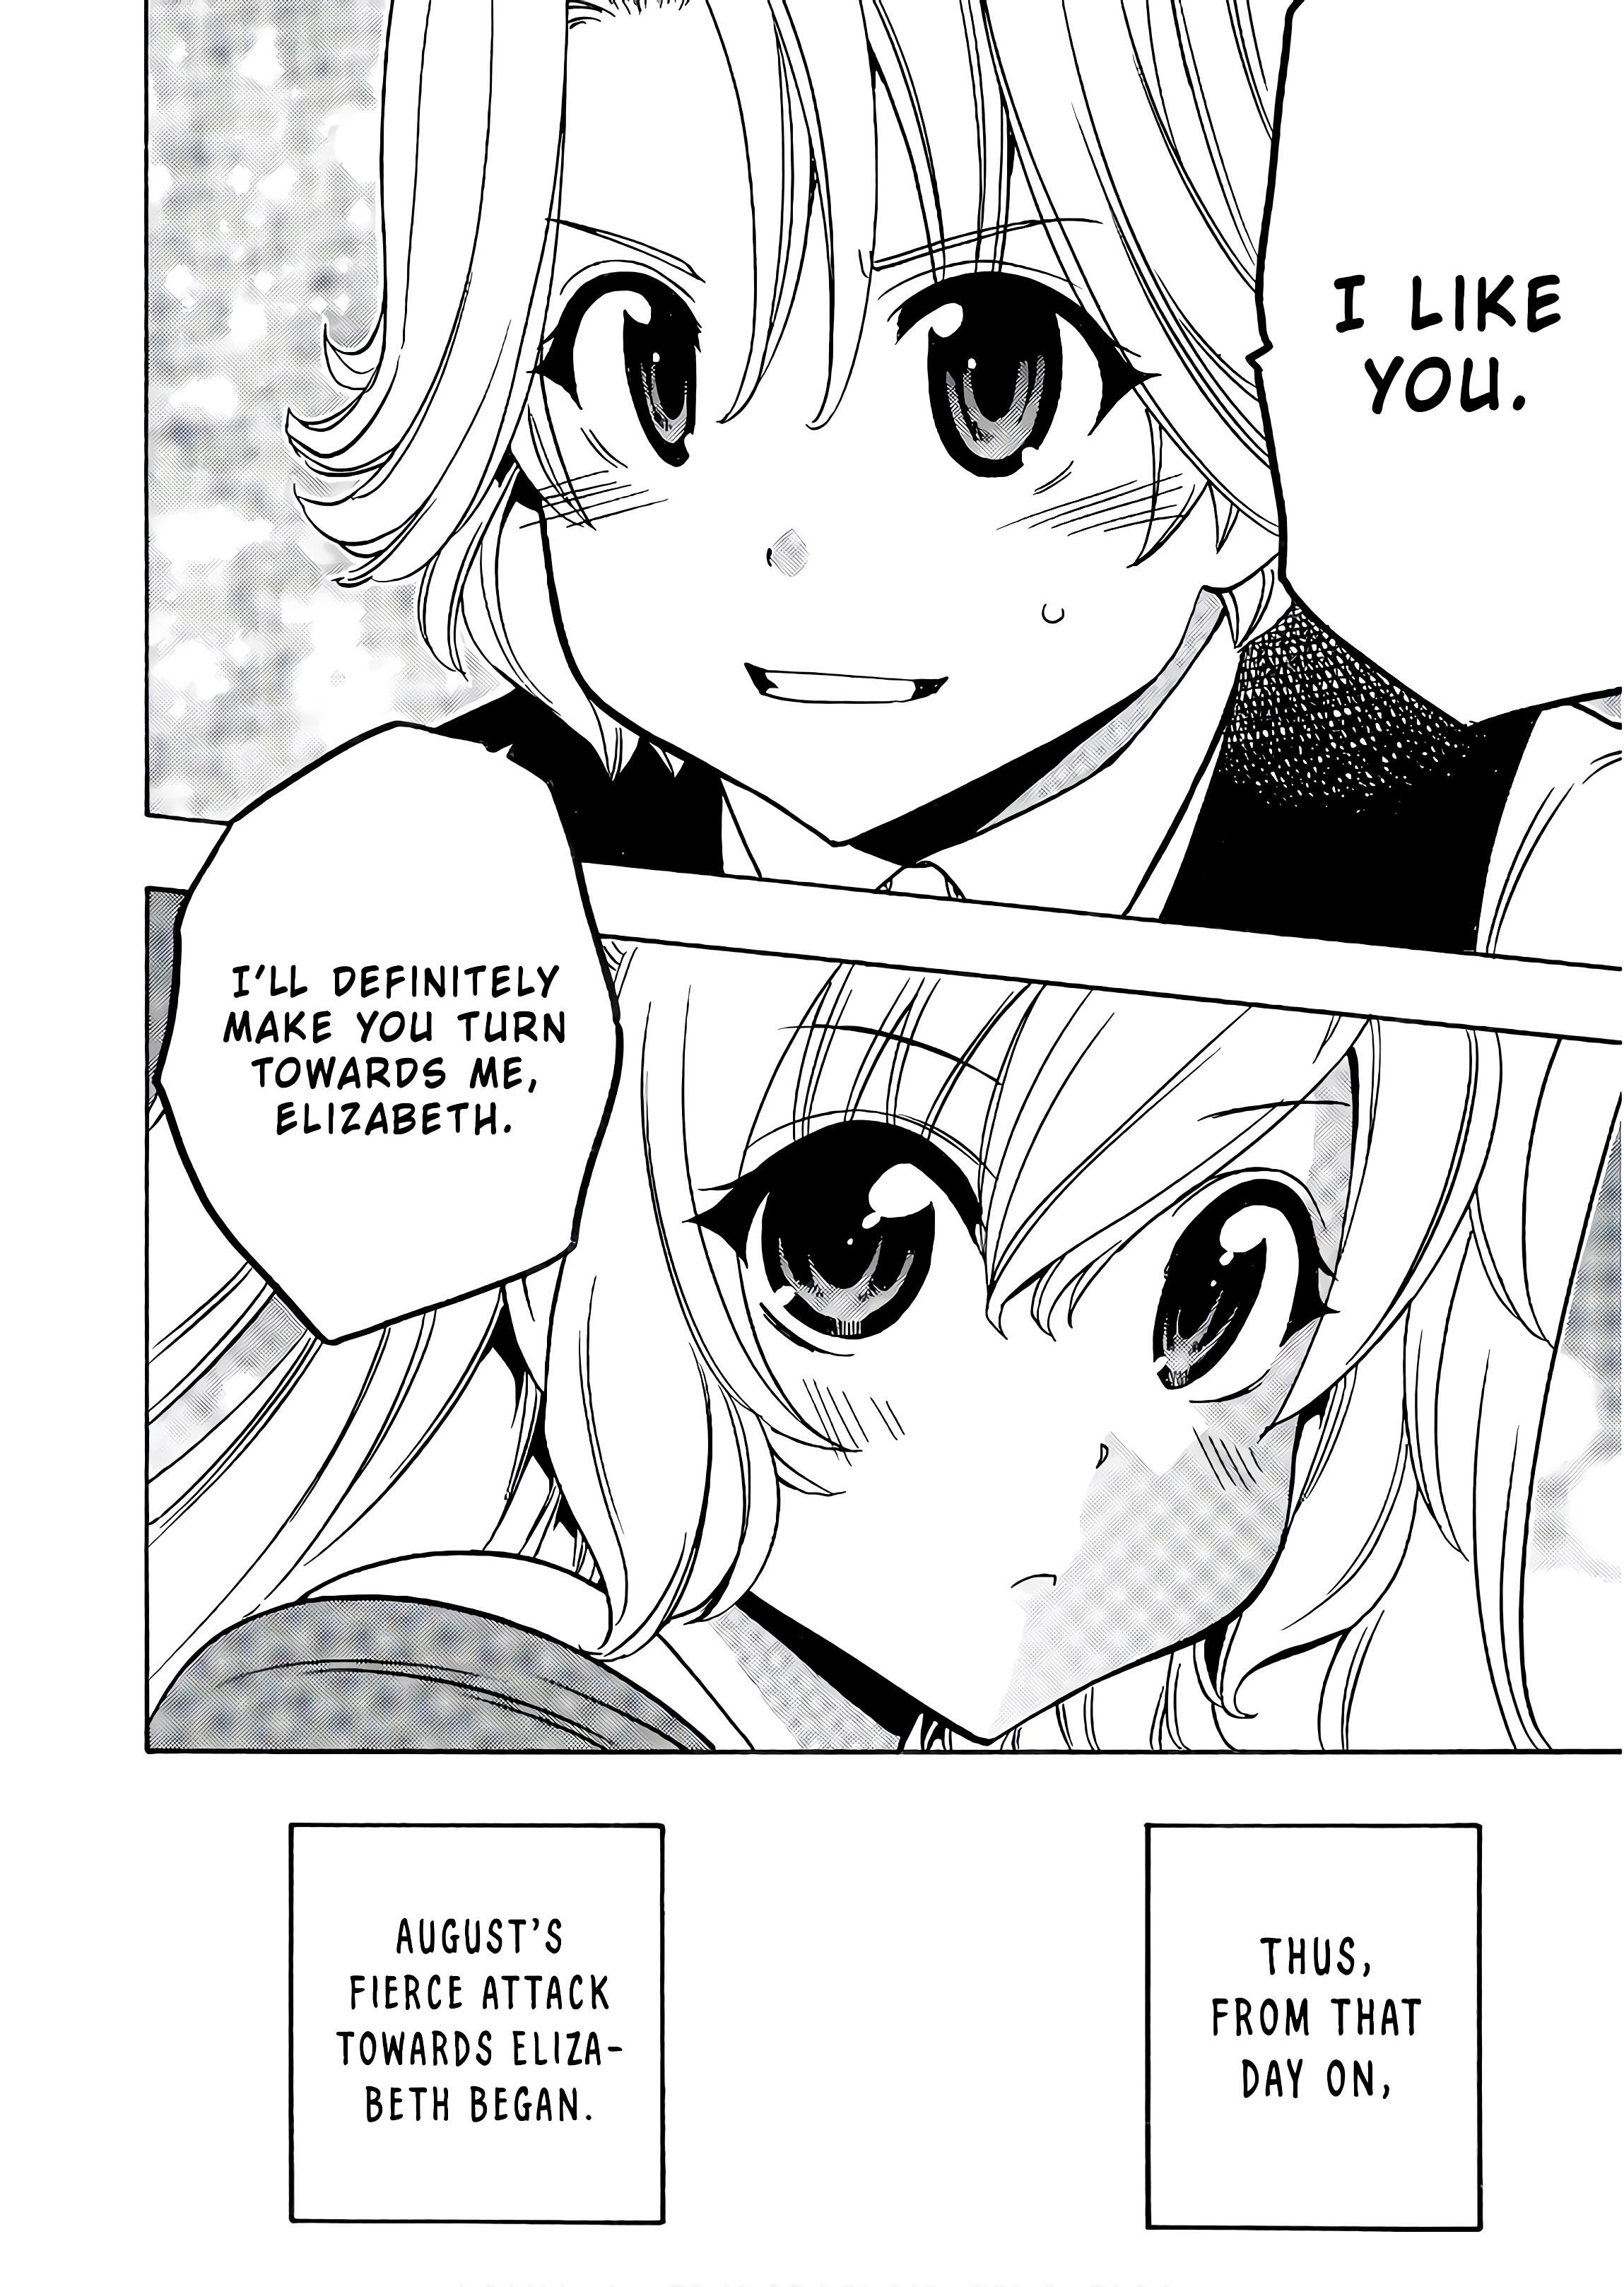 I LIKE
YOU.
I'LL DEFINITELY
MAKE YOU TURN
TOWARDS ME,
ELIZABETH.
THUS,
FROM THAT
DAY ON,
AUGUST'S
FIERCE ATTACK
TOWARDS ELIZA-
BETH BEGAN.